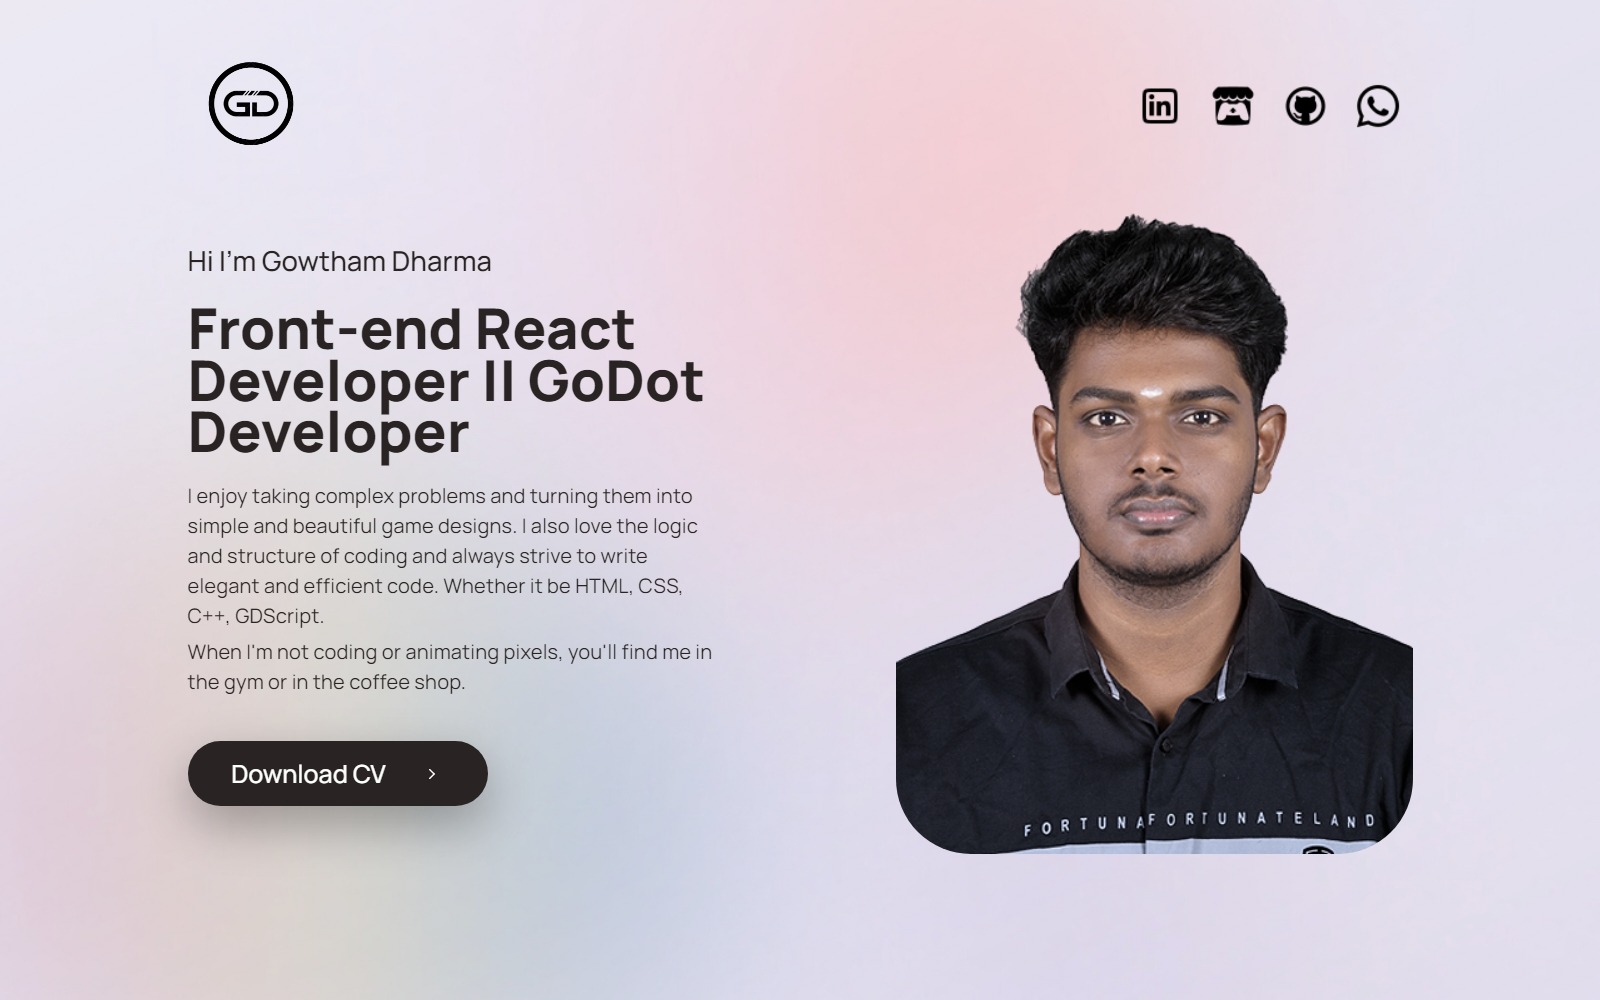 GD
in
Hi I'm Gowtham Dharma
Front-end React
Developer II GoDot
Developer
I enjoy taking complex problems and turning them into
simple and beautiful game designs. I also love the logic
and structure of coding and always strive to write
elegant and efficient code. Whether it be HTML, CSS,
C++, GDScript.
When I'm not coding or animating pixels, you'll find me in
the gym or in the coffee shop.
Download CV
FORTUNAFORTUNATELAND